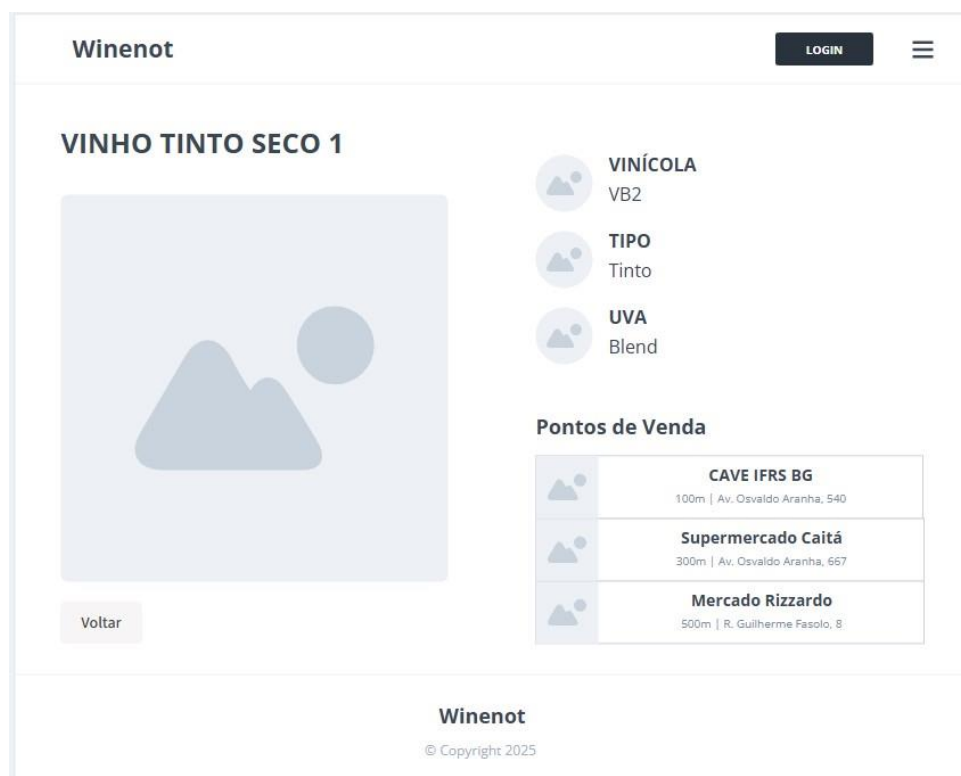 Winenot
LOGIN
VINHO TINTO SECO 1
VINÍCOLA
VB2
TIPO
Tinto
UVA
Blend
Pontos de Venda
CAVE IFRS BG
100m | Av. Osvaldo Aranha, 540
Supermercado Caitá
300m | Av. Osvaldo Aranha, 667
Mercado Rizzardo
500m | R. Guilherme Fasolo, 8
Voltar
Winenot
© Copyright 2025